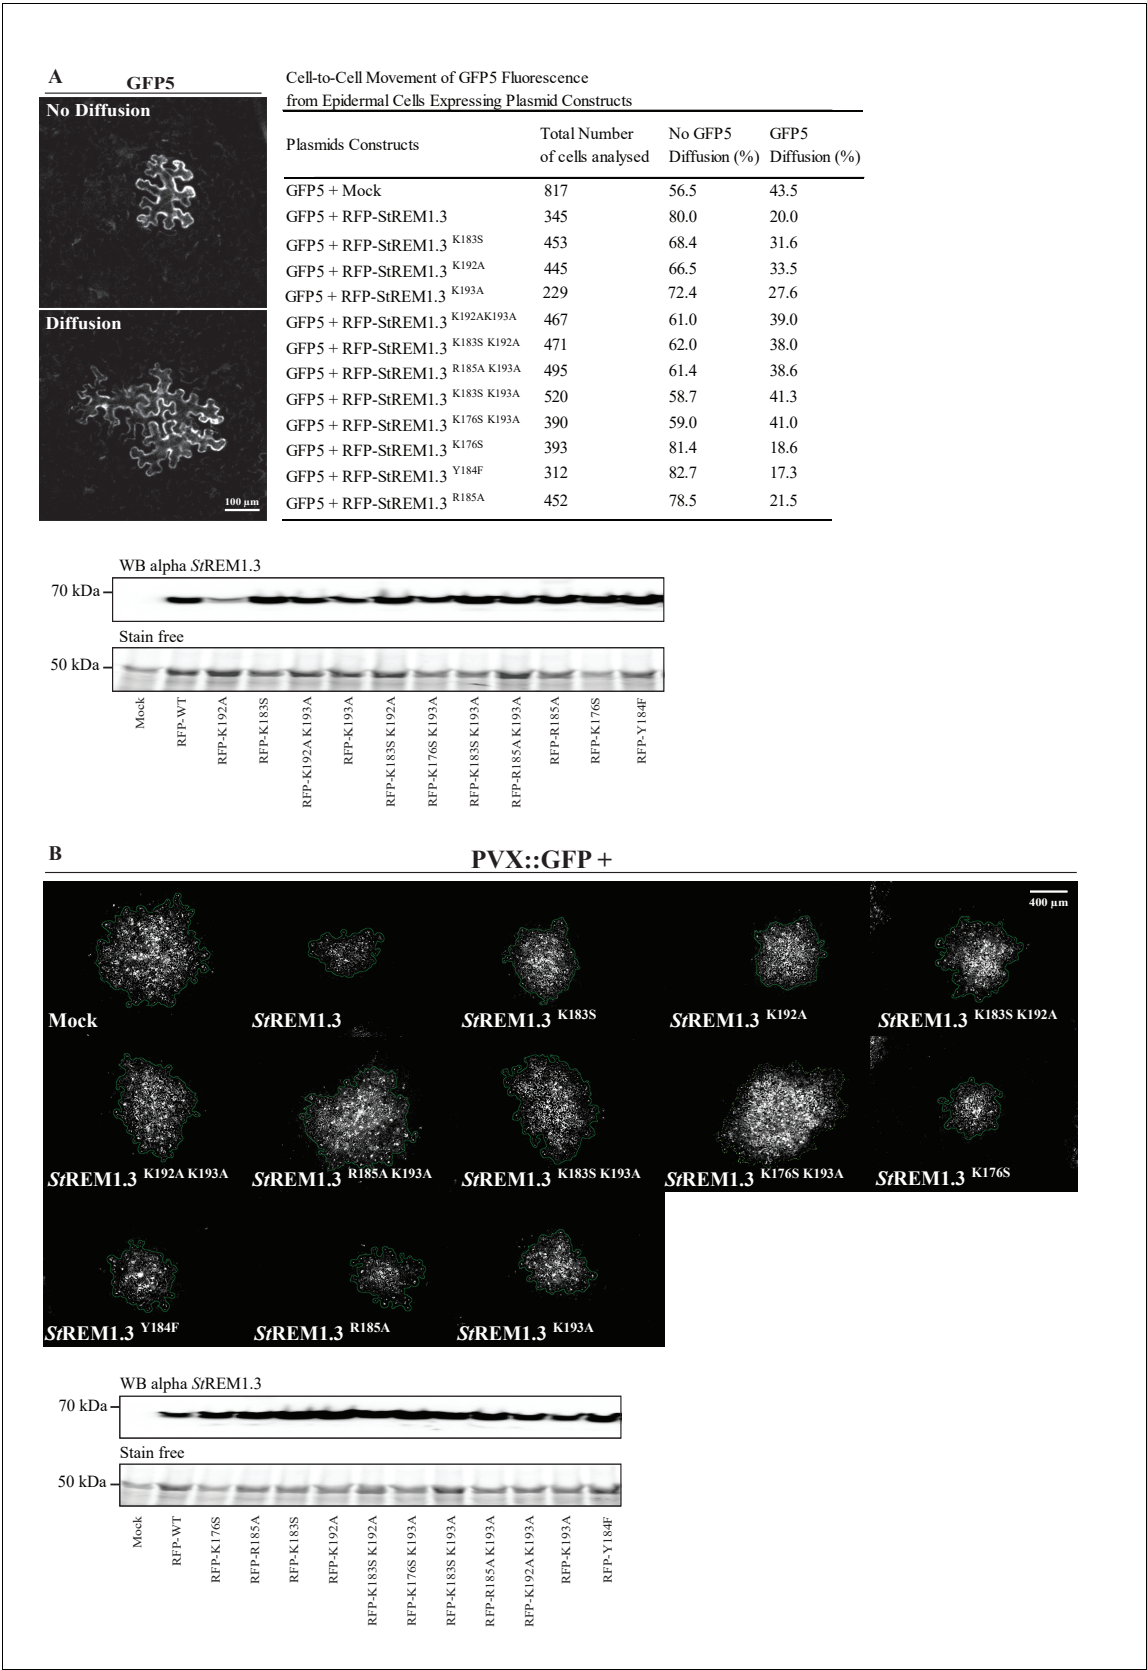 A
GFP5
No Diffusion
Diffusion
100 µm
Cell-to-Cell Movement of GFP5 Fluorescence
from Epidermal Cells Expressing Plasmid Constructs
Plasmids Constructs Total Number of cells analysed No GFP5 Diffusion (%) GFP5 Diffusion (%)
GFP5 + Mock 817 56.5 43.5
GFP5 + RFP-StREM1.3 345 80.0 20.0
GFP5 + RFP-StREM1.3 K183S 453 68.4 31.6
GFP5 + RFP-StREM1.3 K192A 445 66.5 33.5
GFP5 + RFP-StREM1.3 K193A 229 72.4 27.6
GFP5 + RFP-StREM1.3 K192AK193A 467 61.0 39.0
GFP5 + RFP-StREM1.3 K183S K192A 471 62.0 38.0
GFP5 + RFP-StREM1.3 R185A K193A 495 61.4 38.6
GFP5 + RFP-StREM1.3 K183S K193A 520 58.7 41.3
GFP5 + RFP-StREM1.3 K176S K193A 390 59.0 41.0
GFP5 + RFP-StREM1.3 K176S 393 81.4 18.6
GFP5 + RFP-StREM1.3 Y184F 312 82.7 17.3
GFP5 + RFP-StREM1.3 R185A 452 78.5 21.5
WB alpha StREM1.3
70 kDa
Stain free
50 kDa
Mock
RFP-WT
RFP-K192A
RFP-K183S
RFP-K192A K193A
RFP-K193A
RFP-K183S K192A
RFP-K176S K193A
RFP-K183S K193A
RFP-R185A K193A
RFP-R185A
RFP-K176S
RFP-Y184F
B
PVX::GFP +
400 µm
Mock
StREM1.3
StREM1.3 K183S
StREM1.3 K192A
StREM1.3 K183S K192A
StREM1.3 K192A K193A
StREM1.3 R185A K193A
StREM1.3 K183S K193A
StREM1.3 K176S K193A
StREM1.3 K176S
StREM1.3 Y184F
StREM1.3 R185A
StREM1.3 K193A
WB alpha StREM1.3
70 kDa
Stain free
50 kDa
Mock
RFP-WT
RFP-K176S
RFP-R185A
RFP-K183S
RFP-K192A
RFP-K183S K192A
RFP-K176S K193A
RFP-K183S K193A
RFP-R185A K193A
RFP-K192A K193A
RFP-K193A
RFP-Y184F